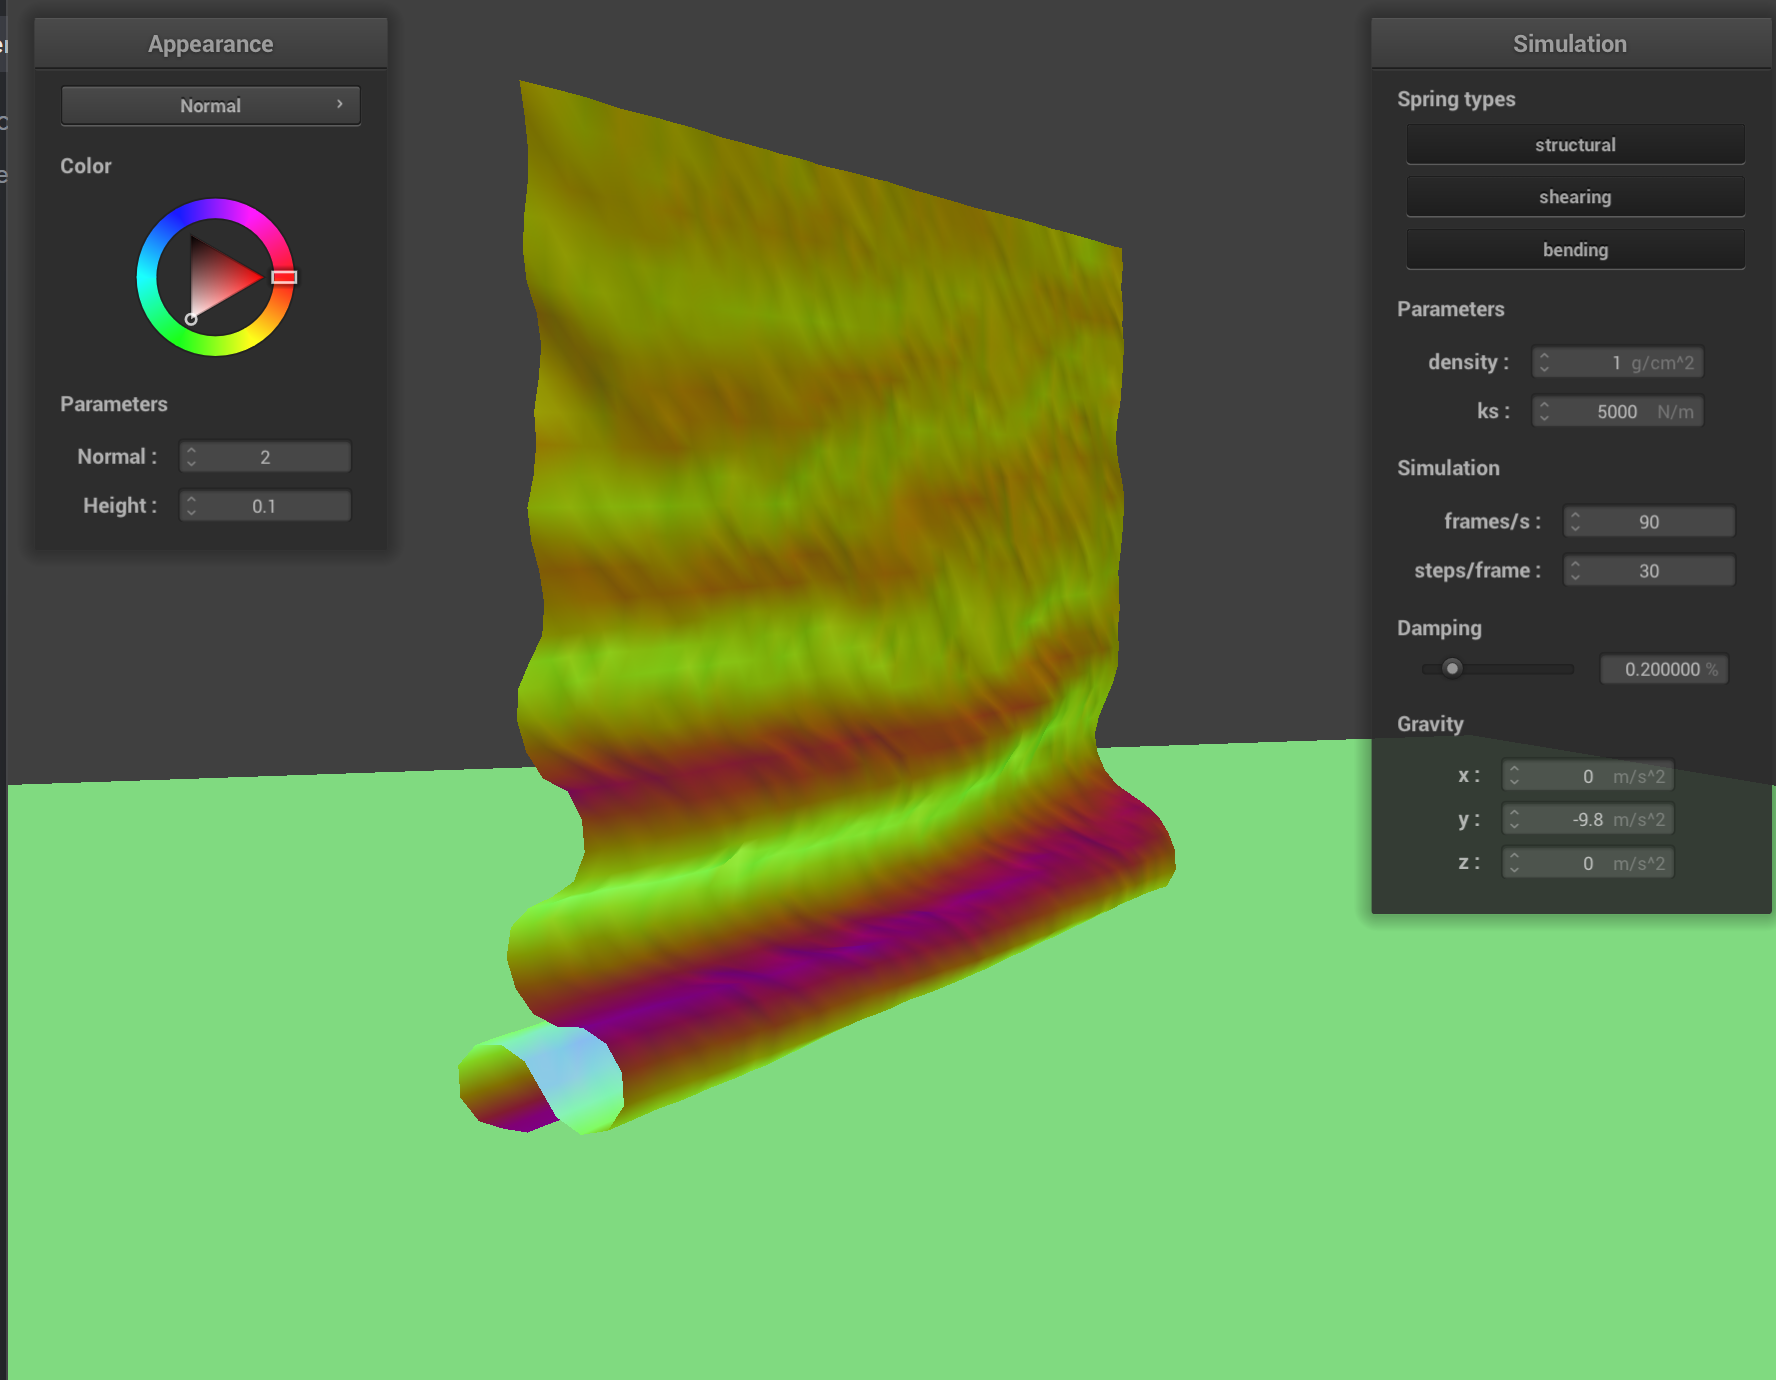 Appearance
Normal
Color
Parameters
Normal :
2
Height :
0.1
Simulation
Spring types
structural
shearing
bending
Parameters
density :
1 g/cm^2
ks :
5000 N/m
Simulation
frames/s :
90
steps/frame :
30
Damping
0.200000 %
Gravity
x :
0 m/s^2
y :
-9.8 m/s^2
z :
0 m/s^2